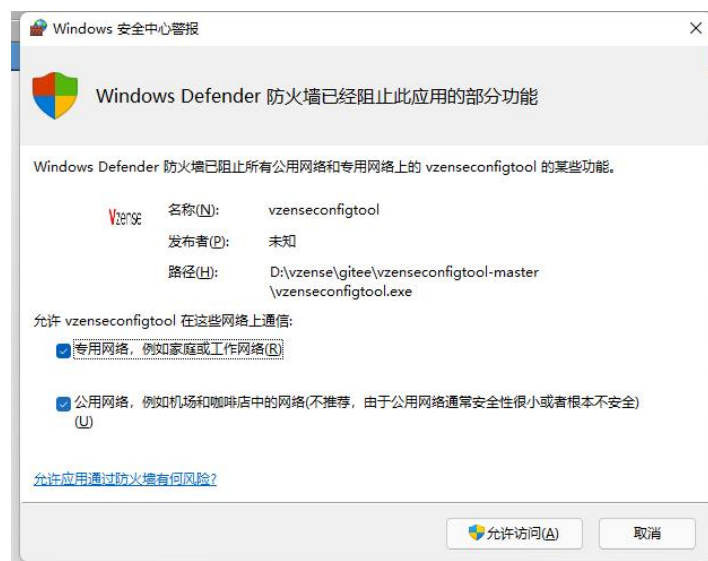 Windows 安全中心警报
Windows Defender 防火墙已经阻止此应用的部分功能
Windows Defender 防火墙已阻止所有公用网络和专用网络上的 vzenseconfigtool 的某些功能。
Vzense
名称(N): vzenseconfigtool
发布者(P): 未知
路径(H): D:\vzense\gitee\vzenseconfigtool-master
\vzenseconfigtool.exe
允许 vzenseconfigtool 在这些网络上通信:
专用网络，例如家庭或工作网络(R)
公用网络，例如机场和咖啡店中的网络(不推荐，由于公用网络通常安全性很小或者根本不安全)
(U)
允许应用通过防火墙有何风险?
允许访问(A) 取消